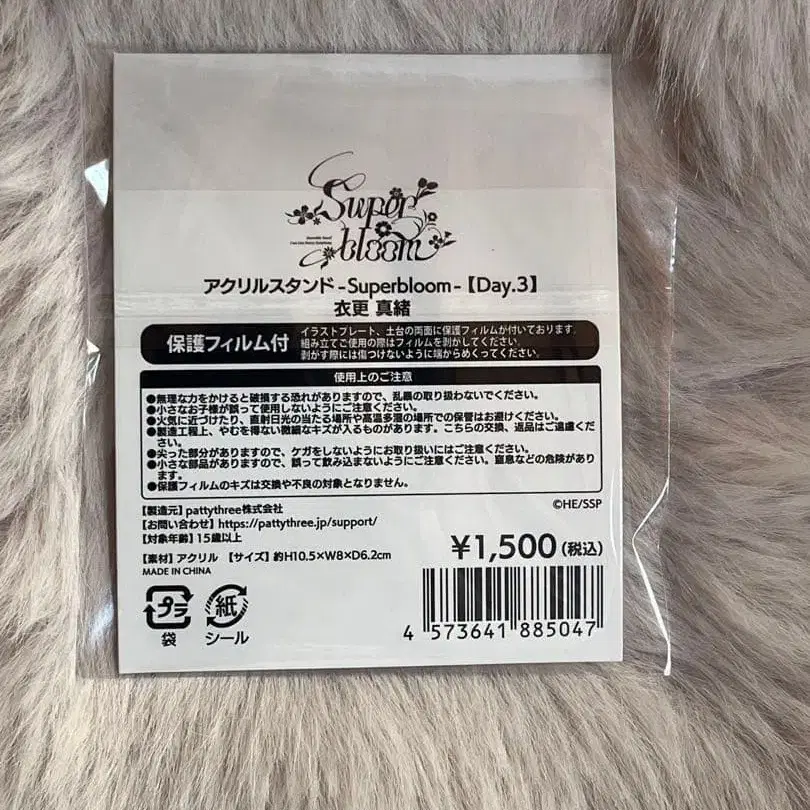 Super
bloom
アクリルスタンド -Superbloom-【Day.3】
衣更 真緒
保護フィルム付
イラストプレート、土台の両面に保護フィルムが付いております。
組み立てご使用の際はフィルムを剥がしてください。
剥がす際には傷つけないように端からめくってください。
使用上のご注意
●無理な力をかけると破損する恐れがありますので、乱暴の取り扱わないでください。
●小さなお子様が誤って使用しないようにご注意ください。
●火気に近づけたり、直射日光の当たる場所や高温多湿の場所での保管はお避けください。
●製造工程上、やむを得ない微細なキズが入るものがあります。こちらの交換、返品はご遠慮くだ
さい。
●尖った部分がありますので、ケガをしないようにお取り扱いにはご注意ください。
●小さな部品がありますので、誤って飲み込まないようにご注意ください。窒息などの危険があり
ます。
●保護フィルムのキズは交換や不良の対象となりません。
©HE/SSP
【製造元】pattythree株式会社
【お問い合わせ】https://pattythree.jp/support/
【対象年齢】15歳以上
【素材】アクリル 【サイズ】約H10.5×W8×D6.2cm
MADE IN CHINA
¥1,500(税込)
プラ
袋
紙
シール
4 573641 885047